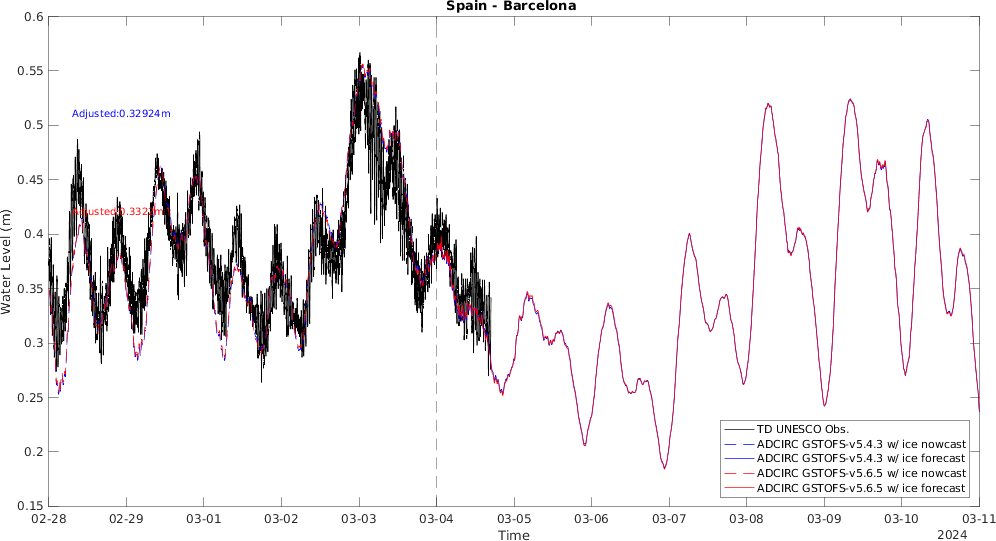 Spain - Barcelona
0.6
0.55
0.5
0.45
0.4
0.35
0.3
0.25
0.2
0.15
Water Level (m)
Adjusted:0.32924m
02-28
02-29
03-01
03-02
03-03
03-04
03-05
03-06
03-07
03-08
03-09
03-10
03-11
Time
2024
TD UNESCO Obs.
ADCIRC GSTOFS-v5.4.3 w/ ice nowcast
ADCIRC GSTOFS-v5.4.3 w/ ice forecast
ADCIRC GSTOFS-v5.6.5 w/ ice nowcast
ADCIRC GSTOFS-v5.6.5 w/ ice forecast